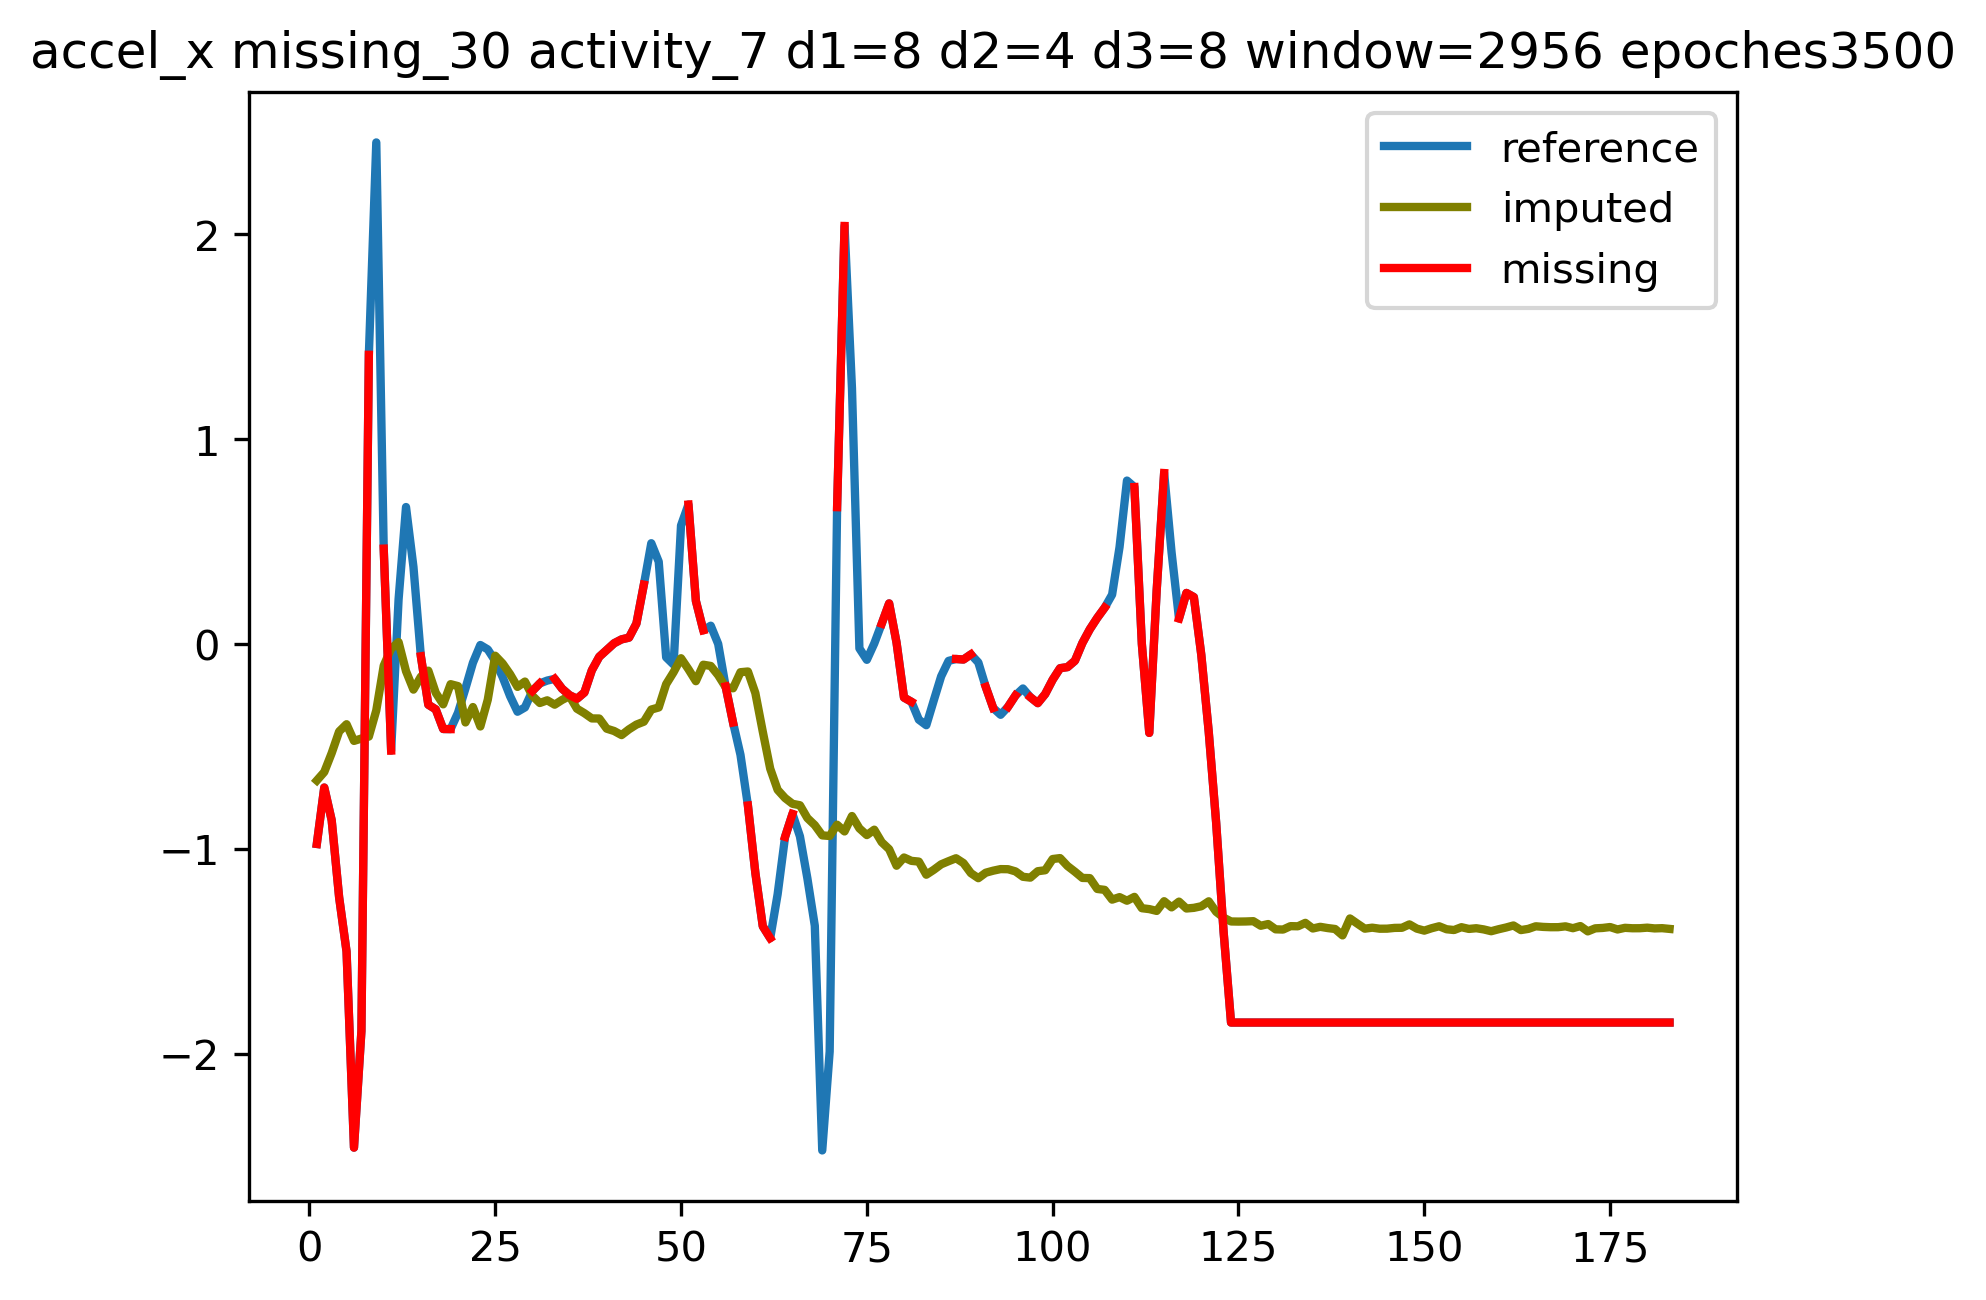 accel_x missing_30 activity_7 d1=8 d2=4 d3=8 window=2956 epoches3500
reference
imputed
missing
2
1
0
−1
−2
0 25 50 75 100 125 150 175